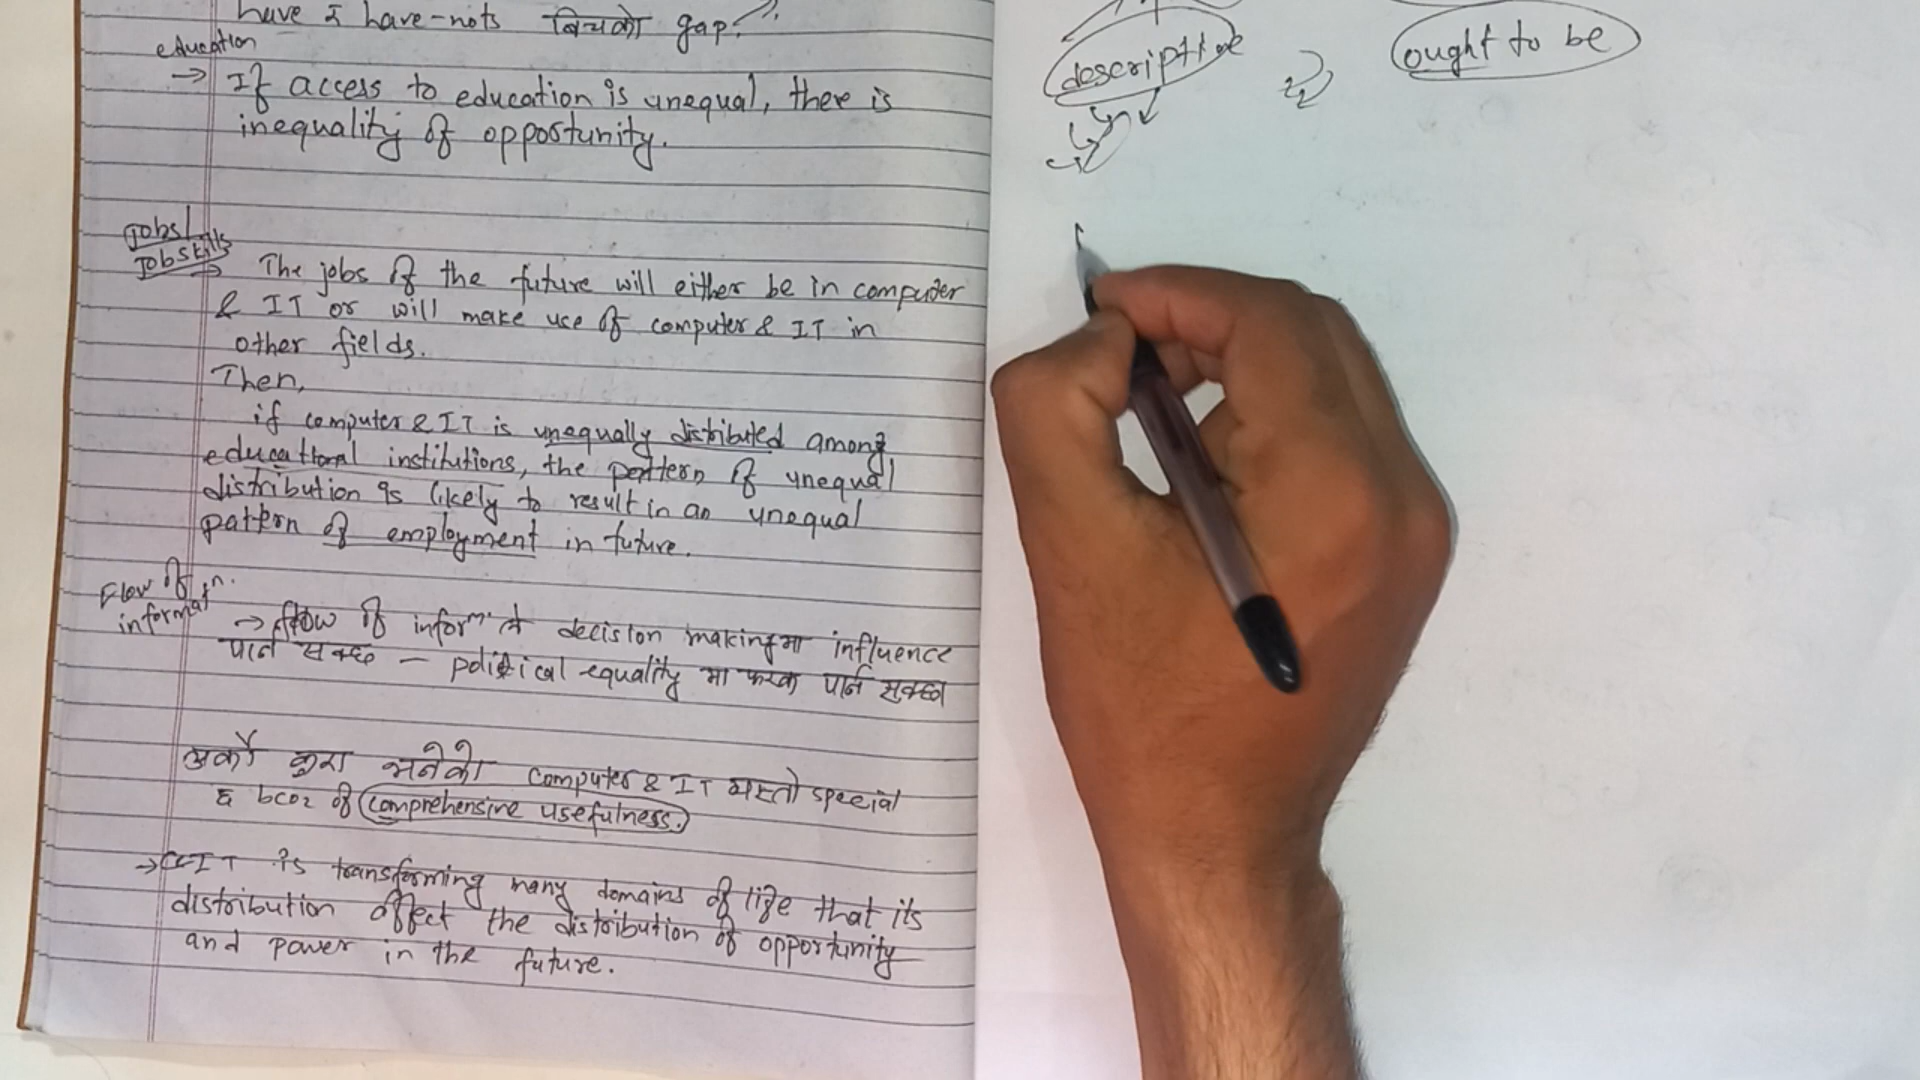 have र have-nots बिचको gap.
education
→ If access to education is unequal, there is
inequality of opportunity.
Jobs/
Job skills
→ The jobs of the future will either be in computer
& IT or will make use of computer & IT in
other fields.
Then,
if computer & IT is unequally distributed among
educational institutions, the pattern of unequal
distribution is likely to result in an unequal
pattern of employment in future.
Flow of
informatn.
→ flow of inform^n ले decision makingमा influence
पार्न सक्छ – political equality मा फरक पार्न सक्छ
अर्को कुरा भनेको computer & IT यस्तो special
छ bcoz of comprehensive usefulness.
→ C&IT is transforming many domains of life that its
distribution affect the distribution of opportunity
and power in the future.
descriptive
ought to be